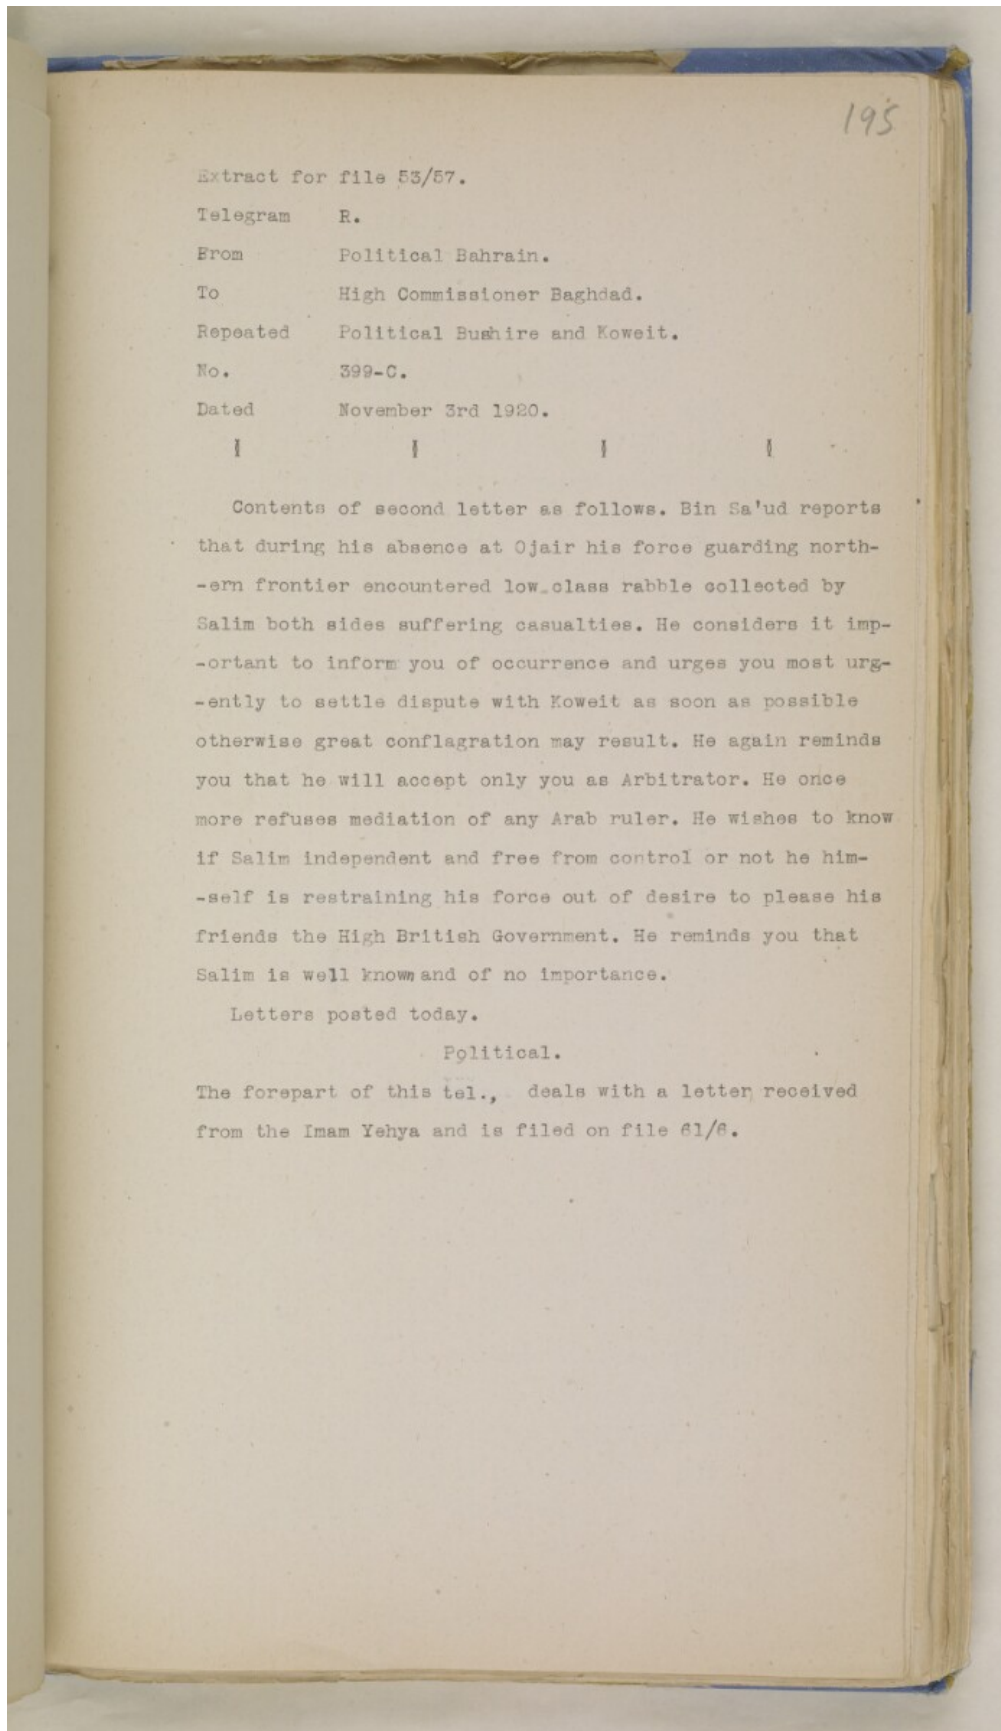 195
Extract for file 53/57.
Telegram R.
From Political Bahrain.
To High Commissioner Baghdad.
Repeated Political Bushire and Koweit.
No. 399-C.
Dated November 3rd 1920.
Contents of second letter as follows. Bin Sa'ud reports
that during his absence at Ojair his force guarding north-
-ern frontier encountered low-class rabble collected by
Salim both sides suffering casualties. He considers it imp-
-ortant to inform you of occurrence and urges you most urg-
-ently to settle dispute with Koweit as soon as possible
otherwise great conflagration may result. He again reminds
you that he will accept only you as Arbitrator. He once
more refuses mediation of any Arab ruler. He wishes to know
if Salim independent and free from control or not he him-
-self is restraining his force out of desire to please his
friends the High British Government. He reminds you that
Salim is well known and of no importance.
Letters posted today.
Political.
The forepart of this tel., deals with a letter received
from the Imam Yehya and is filed on file 61/6.